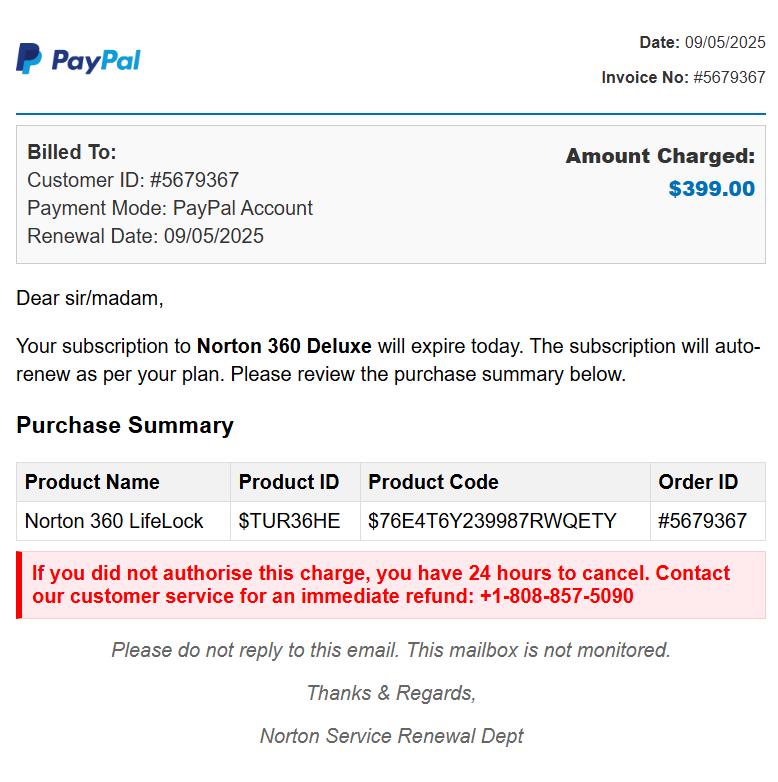 PayPal
Date: 09/05/2025
Invoice No: #5679367
Billed To:
Customer ID: #5679367
Payment Mode: PayPal Account
Renewal Date: 09/05/2025
Amount Charged:
$399.00
Dear sir/madam,
Your subscription to Norton 360 Deluxe will expire today. The subscription will auto-
renew as per your plan. Please review the purchase summary below.
Purchase Summary
Product Name Product ID Product Code Order ID
Norton 360 LifeLock $TUR36HE $76E4T6Y239987RWQETY #5679367
If you did not authorise this charge, you have 24 hours to cancel. Contact
our customer service for an immediate refund: +1-808-857-5090
Please do not reply to this email. This mailbox is not monitored.
Thanks & Regards,
Norton Service Renewal Dept